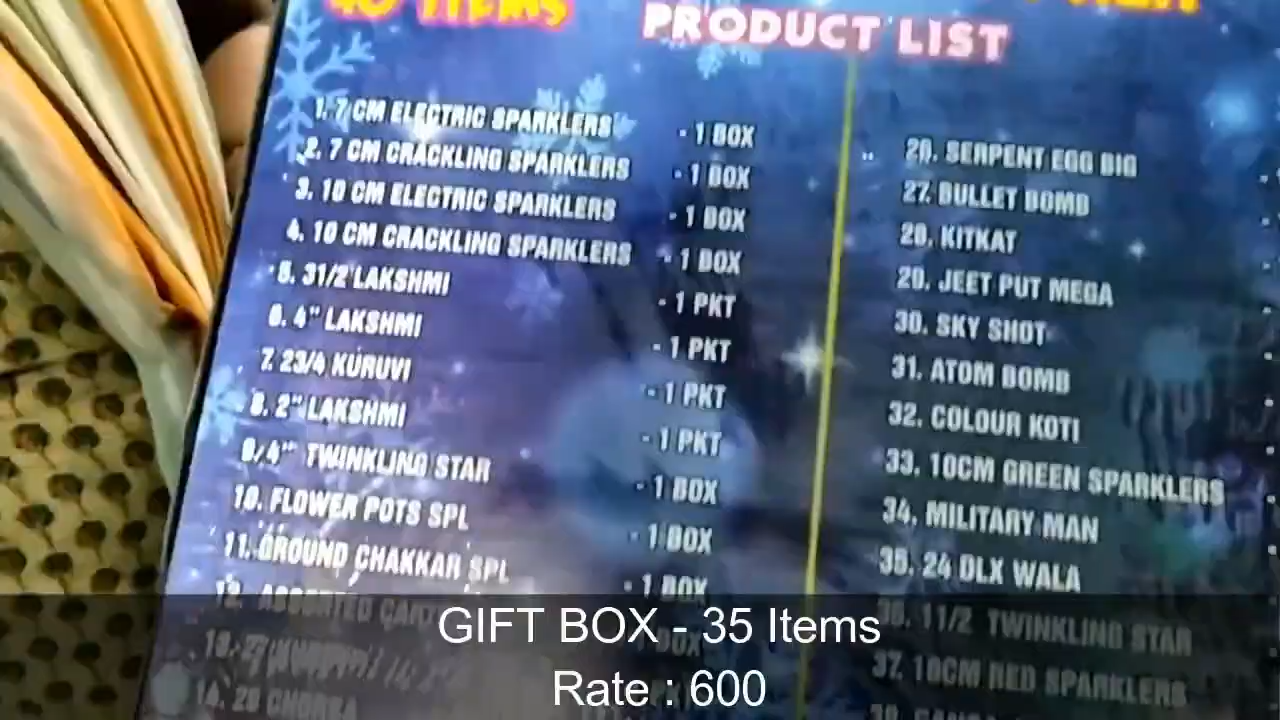 40 ITEMS
PRODUCT LIST
1. 7 CM ELECTRIC SPARKLERS - 1 BOX
2. 7 CM CRACKLING SPARKLERS - 1 BOX
3. 10 CM ELECTRIC SPARKLERS - 1 BOX
4. 10 CM CRACKLING SPARKLERS - 1 BOX
5. 31/2 LAKSHMI - 1 PKT
6. 4" LAKSHMI - 1 PKT
7. 23/4 KURUVI - 1 PKT
8. 2" LAKSHMI - 1 PKT
9/4" TWINKLING STAR - 1 BOX
10. FLOWER POTS SPL - 1 BOX
11. GROUND CHAKKAR SPL - 1 BOX
12. ASSORTED
26. SERPENT EGG BIG
27. BULLET BOMB
28. KITKAT
29. JEET PUT MEGA
30. SKY SHOT
31. ATOM BOMB
32. COLOUR KOTI
33. 10CM GREEN SPARKLERS
34. MILITARY MAN
35. 24 DLX WALA
36. 11/2 TWINKLING STAR
37. 10CM RED SPARKLERS
GIFT BOX - 35 Items
Rate : 600